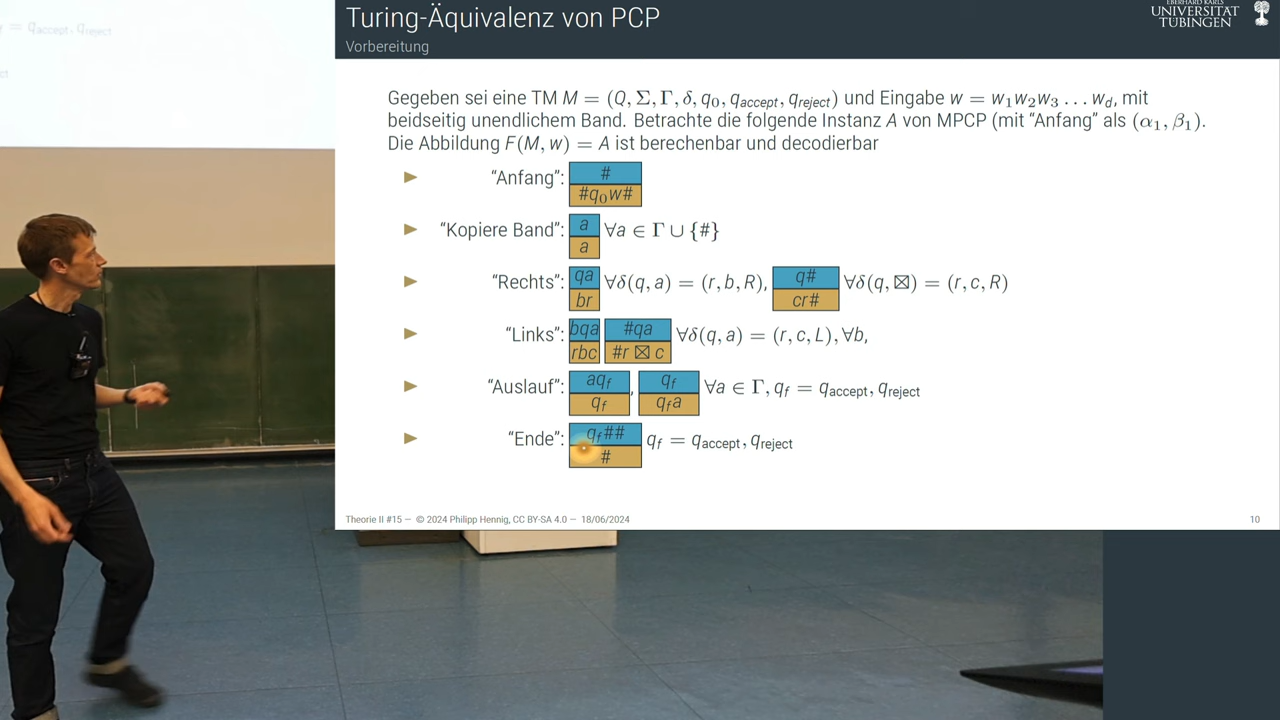 y = qaccept, qreject
ct
Turing-Äquivalenz von PCP
Vorbereitung
EBERHARD KARLS
UNIVERSITÄT
TÜBINGEN
Gegeben sei eine TM M = (Q, Σ, Γ, δ, q₀, qaccept, qreject) und Eingabe w = w₁w₂w₃ … wd, mit
beidseitig unendlichem Band. Betrachte die folgende Instanz A von MPCP (mit “Anfang” als (α₁, β₁).
Die Abbildung F(M, w) = A ist berechenbar und decodierbar
“Anfang”: # #q₀w#
“Kopiere Band”: a a ∀a ∈ Γ ∪ {#}
“Rechts”: qa br ∀δ(q, a) = (r, b, R), q# cr# ∀δ(q, ⊠) = (r, c, R)
“Links”: bqa rbc #qa #r ⊠ c ∀δ(q, a) = (r, c, L), ∀b,
“Auslauf”: aqf qf, qf qfa ∀a ∈ Γ, qf = qaccept, qreject
“Ende”: qf## # qf = qaccept, qreject
Theorie II #15 — © 2024 Philipp Hennig, CC BY-SA 4.0 — 18/06/2024
10